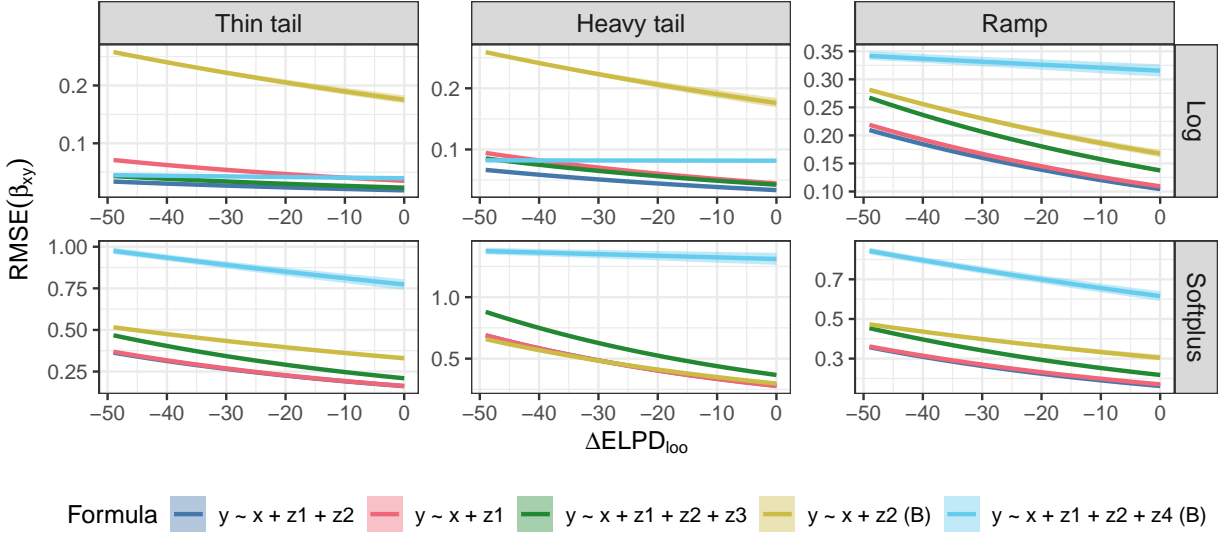 Thin tail
Heavy tail
Ramp
RMSE(βxy)
0.2
0.1
−50 −40 −30 −20 −10 0
0.2
0.1
−50 −40 −30 −20 −10 0
0.35
0.30
0.25
0.20
0.15
0.10
−50 −40 −30 −20 −10 0
Log
1.00
0.75
0.50
0.25
−50 −40 −30 −20 −10 0
1.0
0.5
−50 −40 −30 −20 −10 0
0.7
0.5
0.3
−50 −40 −30 −20 −10 0
Softplus
ΔELPDloo
Formula y ~ x + z1 + z2 y ~ x + z1 y ~ x + z1 + z2 + z3 y ~ x + z2 (B) y ~ x + z1 + z2 + z4 (B)